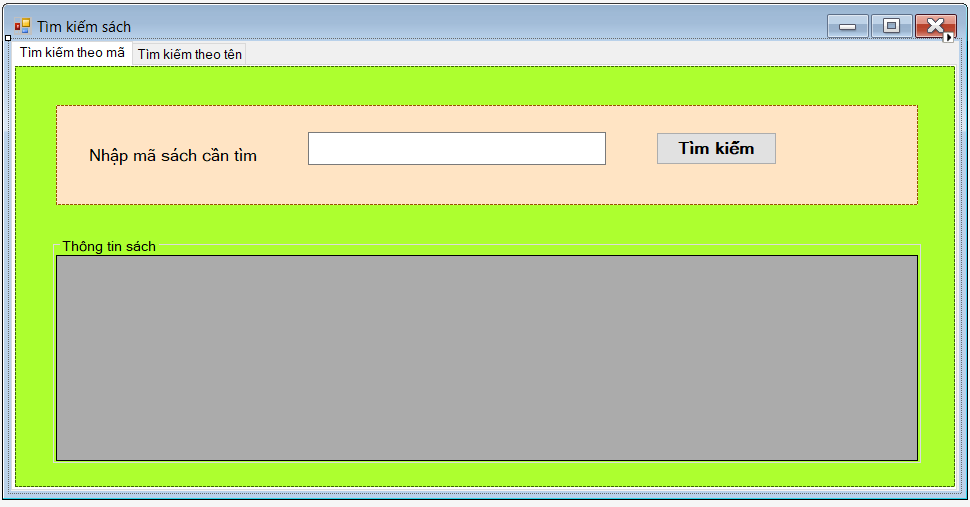 Tìm kiếm sách
Tìm kiếm theo mã
Tìm kiếm theo tên
Nhập mã sách cần tìm
Tìm kiếm
Thông tin sách